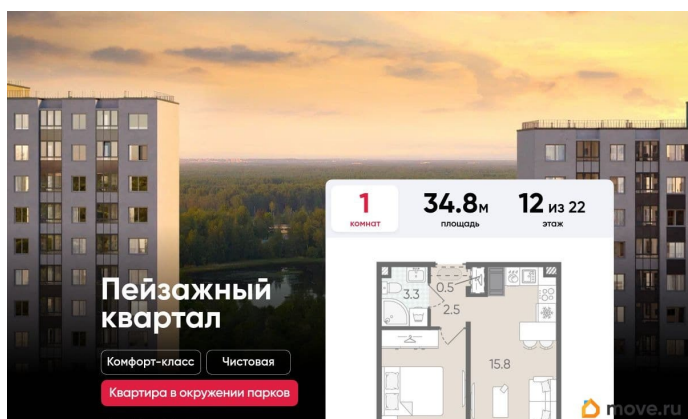 1
комнат
34.8м
площадь
12 из 22
этаж
Пейзажный
квартал
Комфорт-класс
Чистовая
Квартира в окружении парков
3.3
0.5
2.5
15.8
move.ru